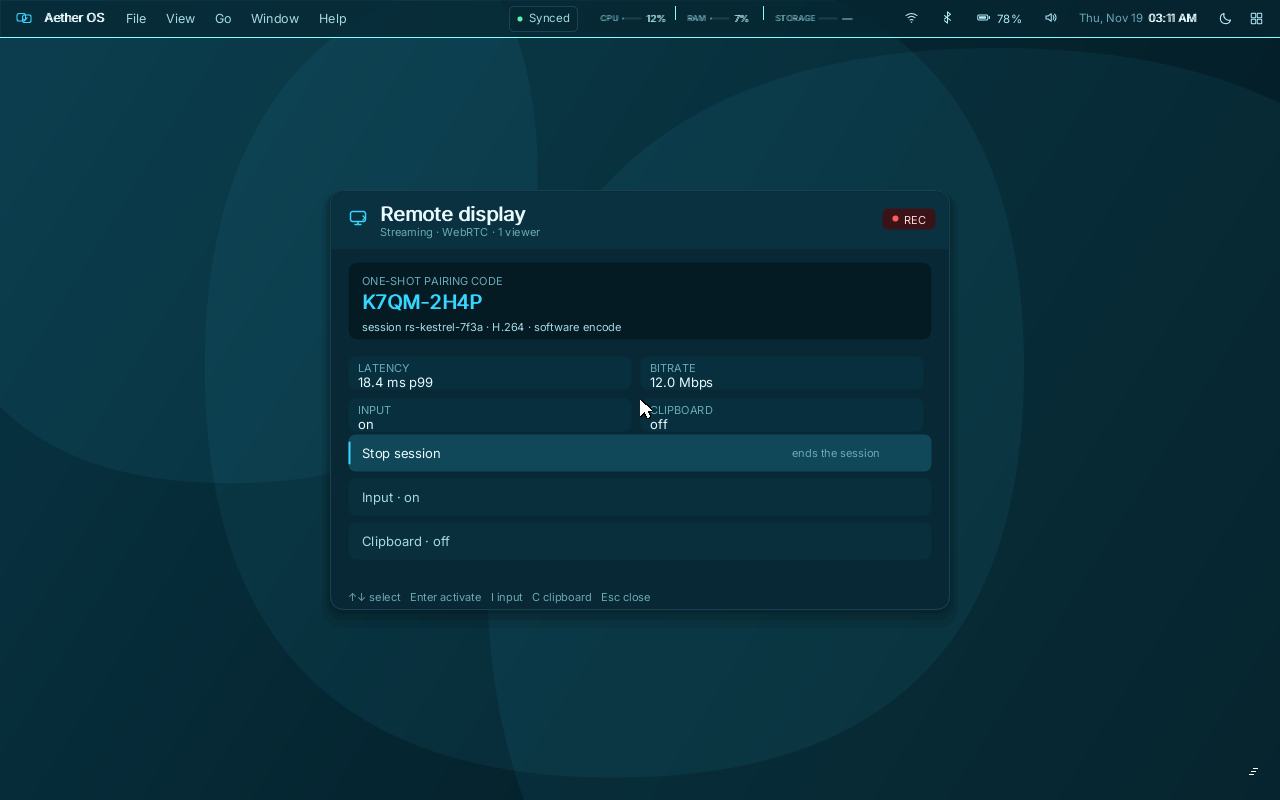 Aether OS File View Go Window Help Synced CPU 12% RAM 7% STORAGE — 78% Thu, Nov 19 03:11 AM
Remote display
Streaming · WebRTC · 1 viewer
REC
ONE-SHOT PAIRING CODE
K7QM-2H4P
session rs-kestrel-7f3a · H.264 · software encode
LATENCY BITRATE
18.4 ms p99 12.0 Mbps
INPUT CLIPBOARD
on off
Stop session ends the session
Input · on
Clipboard · off
↑↓ select Enter activate I input C clipboard Esc close